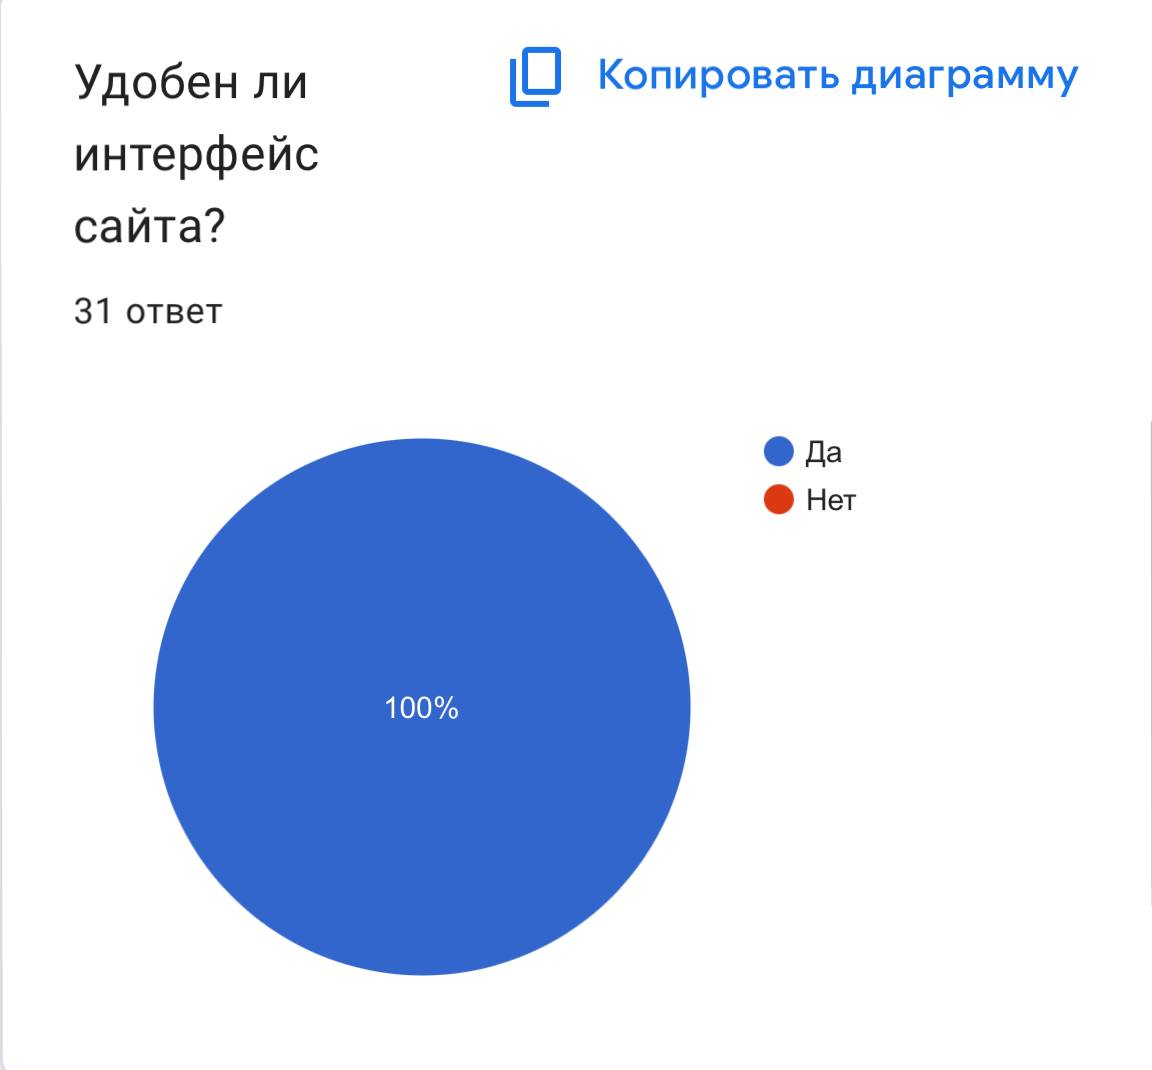 Удобен ли
интерфейс
сайта?
Копировать диаграмму
31 ответ
Да
Нет
100%